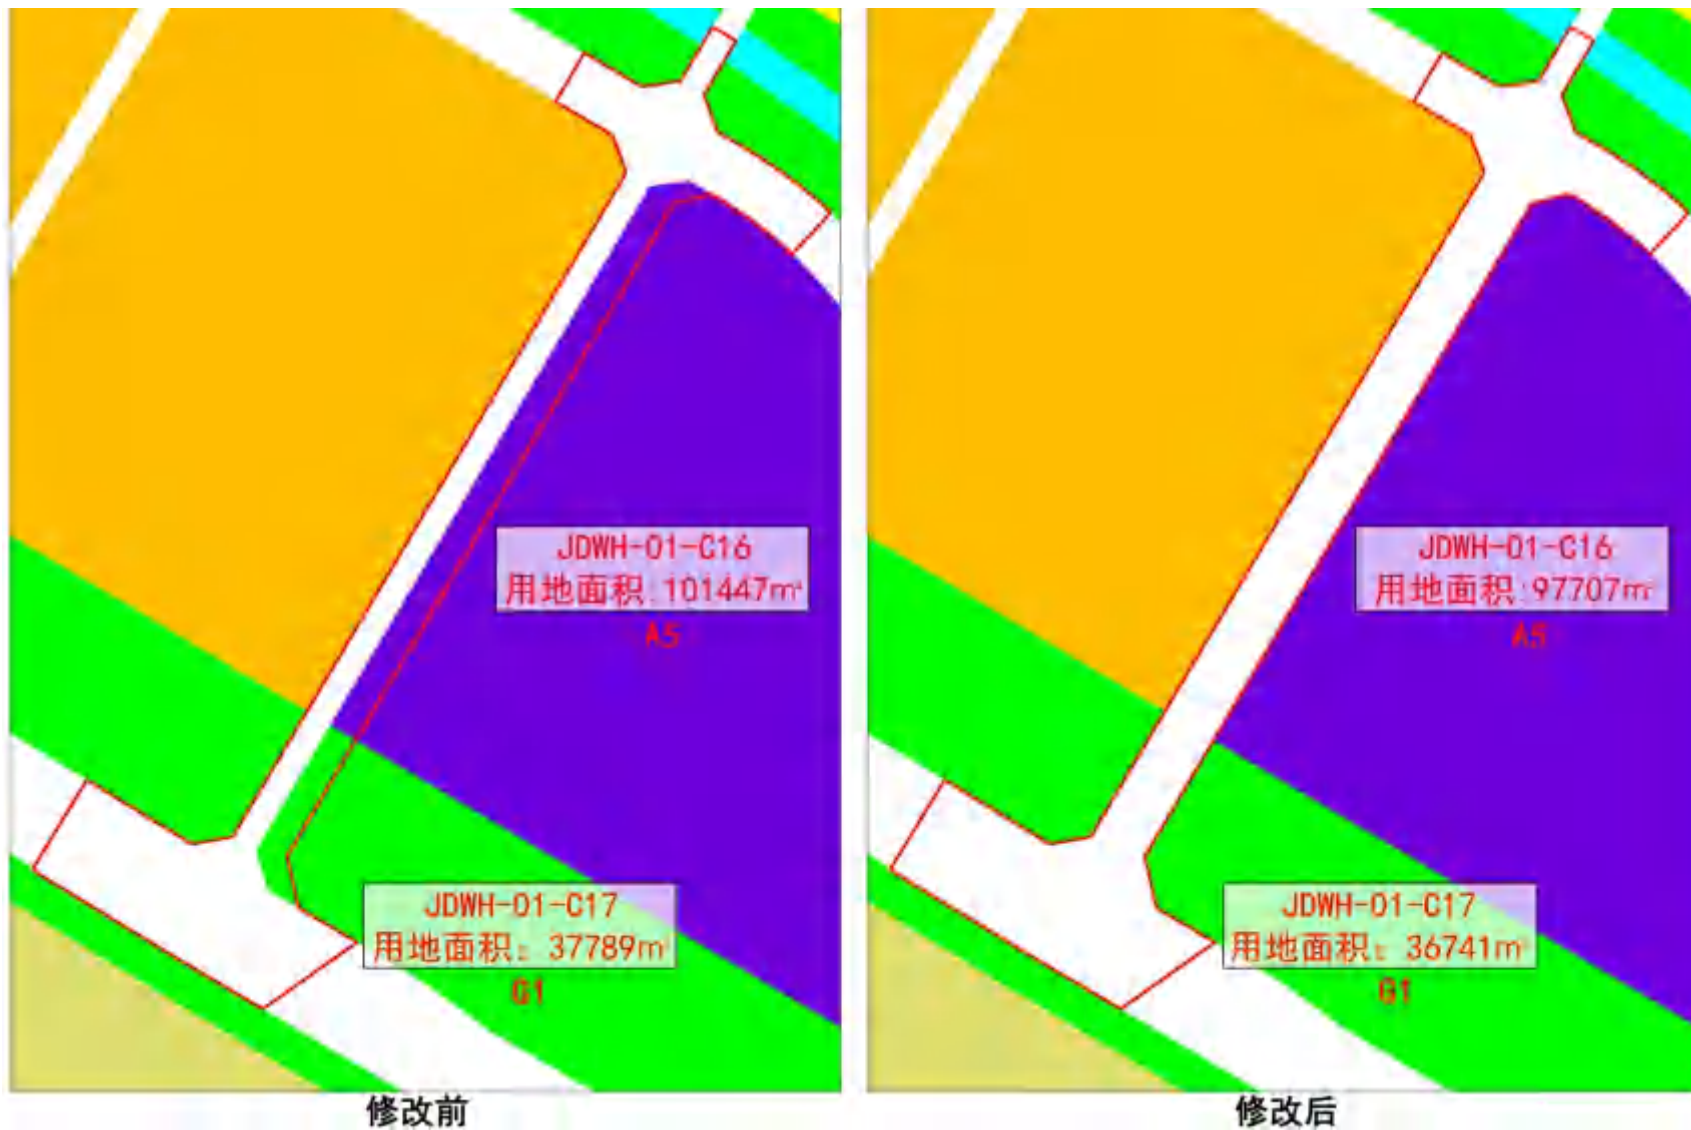 JDWH-01-C16
用地面积:101447㎡
A5
JDWH-01-C17
用地面积：37789㎡
G1
修改前
JDWH-01-C16
用地面积:97707㎡
A5
JDWH-01-C17
用地面积：36741㎡
G1
修改后